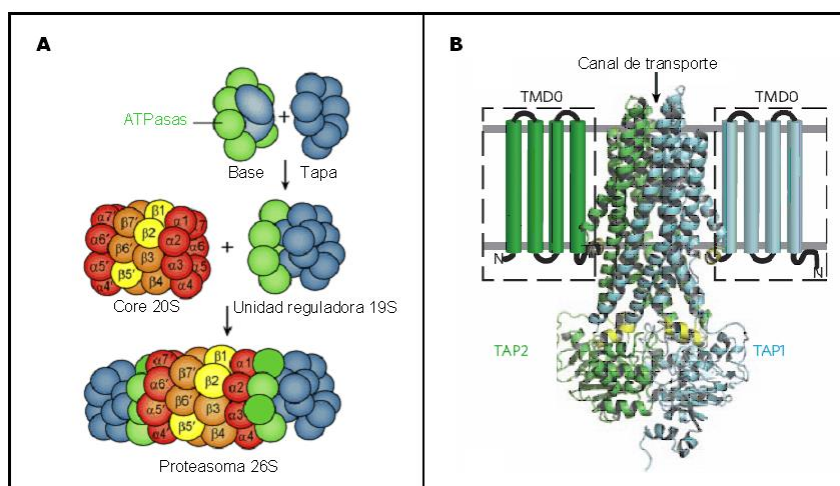 A
ATPasas
+
Base
Tapa
α7'
β7'
β1
α1
α6'
β6'
β2
α2
α6
α5'
β5'
β3
α3
α5
α4'
β4
α4
+
Core 20S
Unidad reguladora 19S
α7'
β7'
β1
α1
α6'
β2
α2
α5'
β6'
β3
α3
α4'
β5'
β4
α4
Proteasoma 26S
B
Canal de transporte
TMD0
TMD0
N
N
TAP2
TAP1